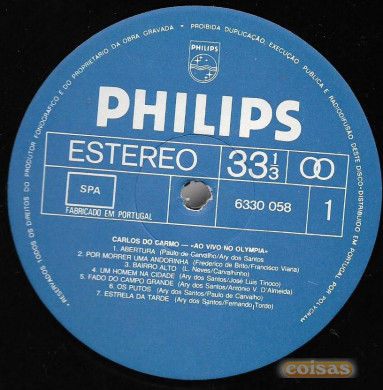 RESERVADOS TODOS OS DIREITOS DO PRODUTOR FONOGRÁFICO E DO PROPRIETÁRIO DA OBRA GRAVADA • PROIBIDA DUPLICAÇÃO, EXECUÇÃO PÚBLICA E RADIODIFUSÃO DESTE DISCO • DISTRIBUIDO EM PORTUGAL POR POLYGRAM •
PHILIPS
PHILIPS
ESTEREO 33 1/3
SPA 6330 058 1
FABRICADO EM PORTUGAL
CARLOS DO CARMO — «AO VIVO NO OLYMPIA»
1. ABERTURA (Paulo de Carvalho/Ary dos Santos)
2. POR MORRER UMA ANDORINHA (Frederico de Brito/Francisco Viana)
3. BAIRRO ALTO (L. Neves/Carvalhinho)
4. UM HOMEM NA CIDADE (Ary dos Santos/José Luis Tinoco)
5. FADO DO CAMPO GRANDE (Ary dos Santos/António V. D'Almeida)
6. OS PUTOS (Ary dos Santos/Paulo de Carvalho)
7. ESTRELA DA TARDE (Ary dos Santos/Fernando Tordo)
coisas